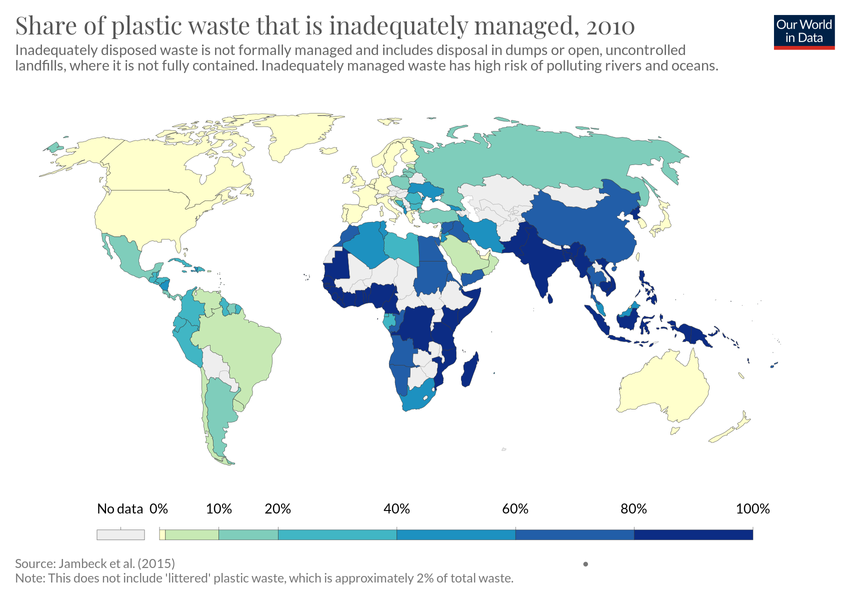 Share of plastic waste that is inadequately managed, 2010
Our World
in Data
Inadequately disposed waste is not formally managed and includes disposal in dumps or open, uncontrolled
landfills, where it is not fully contained. Inadequately managed waste has high risk of polluting rivers and oceans.
No data 0% 10% 20% 40% 60% 80% 100%
Source: Jambeck et al. (2015)
Note: This does not include 'littered' plastic waste, which is approximately 2% of total waste.